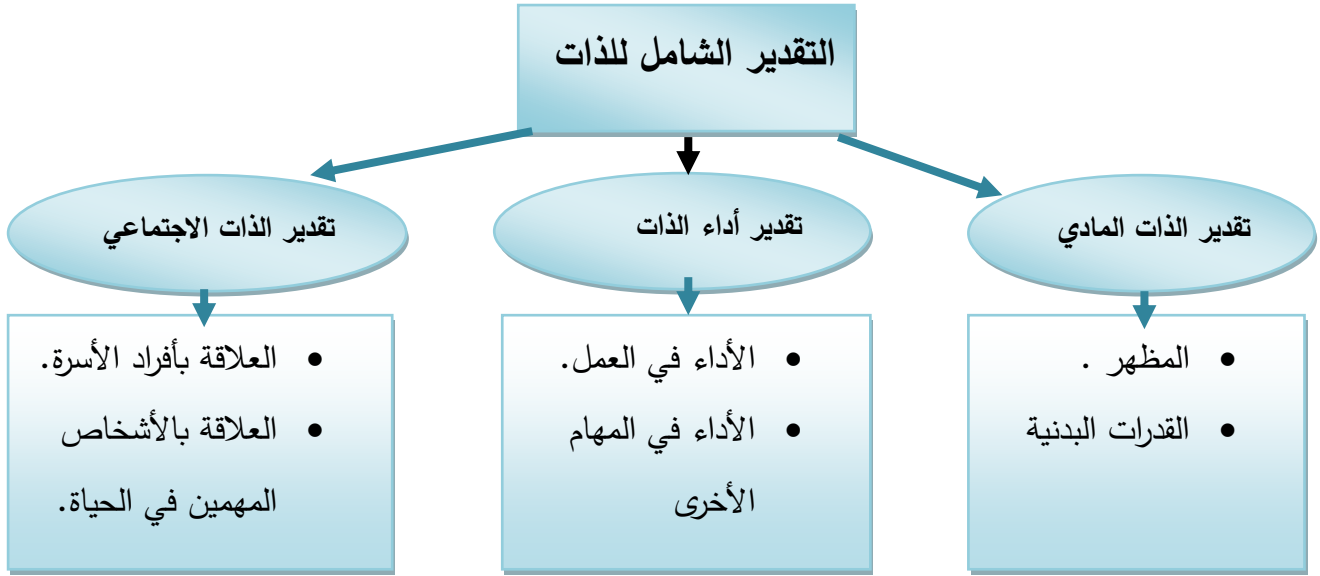 التقدير الشامل للذات
تقدير الذات المادي
تقدير أداء الذات
تقدير الذات الاجتماعي
• المظهر .
• القدرات البدنية
• الأداء في العمل.
• الأداء في المهام
الأخرى
• العلاقة بأفراد الأسرة.
• العلاقة بالأشخاص
المهمين في الحياة.